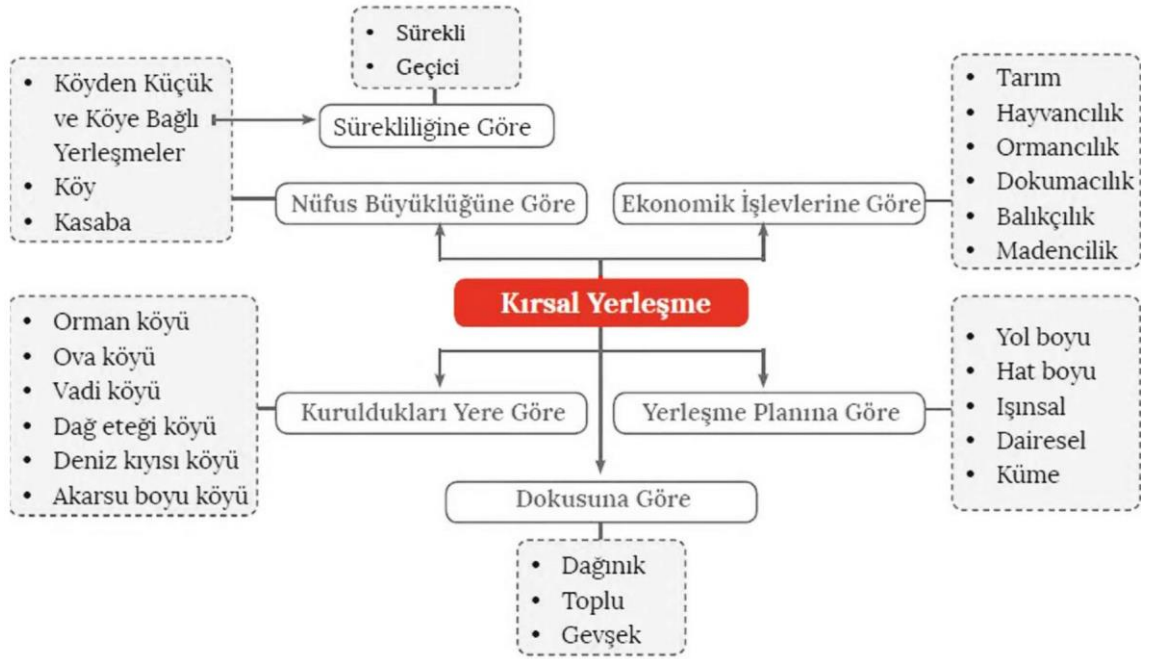 • Sürekli
• Geçici
• Köyden Küçük
ve Köye Bağlı
Yerleşmeler
• Köy
• Kasaba
Sürekliliğine Göre
Nüfus Büyüklüğüne Göre
Ekonomik İşlevlerine Göre
• Tarım
• Hayvancılık
• Ormancılık
• Dokumacılık
• Balıkçılık
• Madencilik
Kırsal Yerleşme
• Orman köyü
• Ova köyü
• Vadi köyü
• Dağ eteği köyü
• Deniz kıyısı köyü
• Akarsu boyu köyü
Kuruldukları Yere Göre
Yerleşme Planına Göre
• Yol boyu
• Hat boyu
• Işınsal
• Dairesel
• Küme
Dokusuna Göre
• Dağınık
• Toplu
• Gevşek